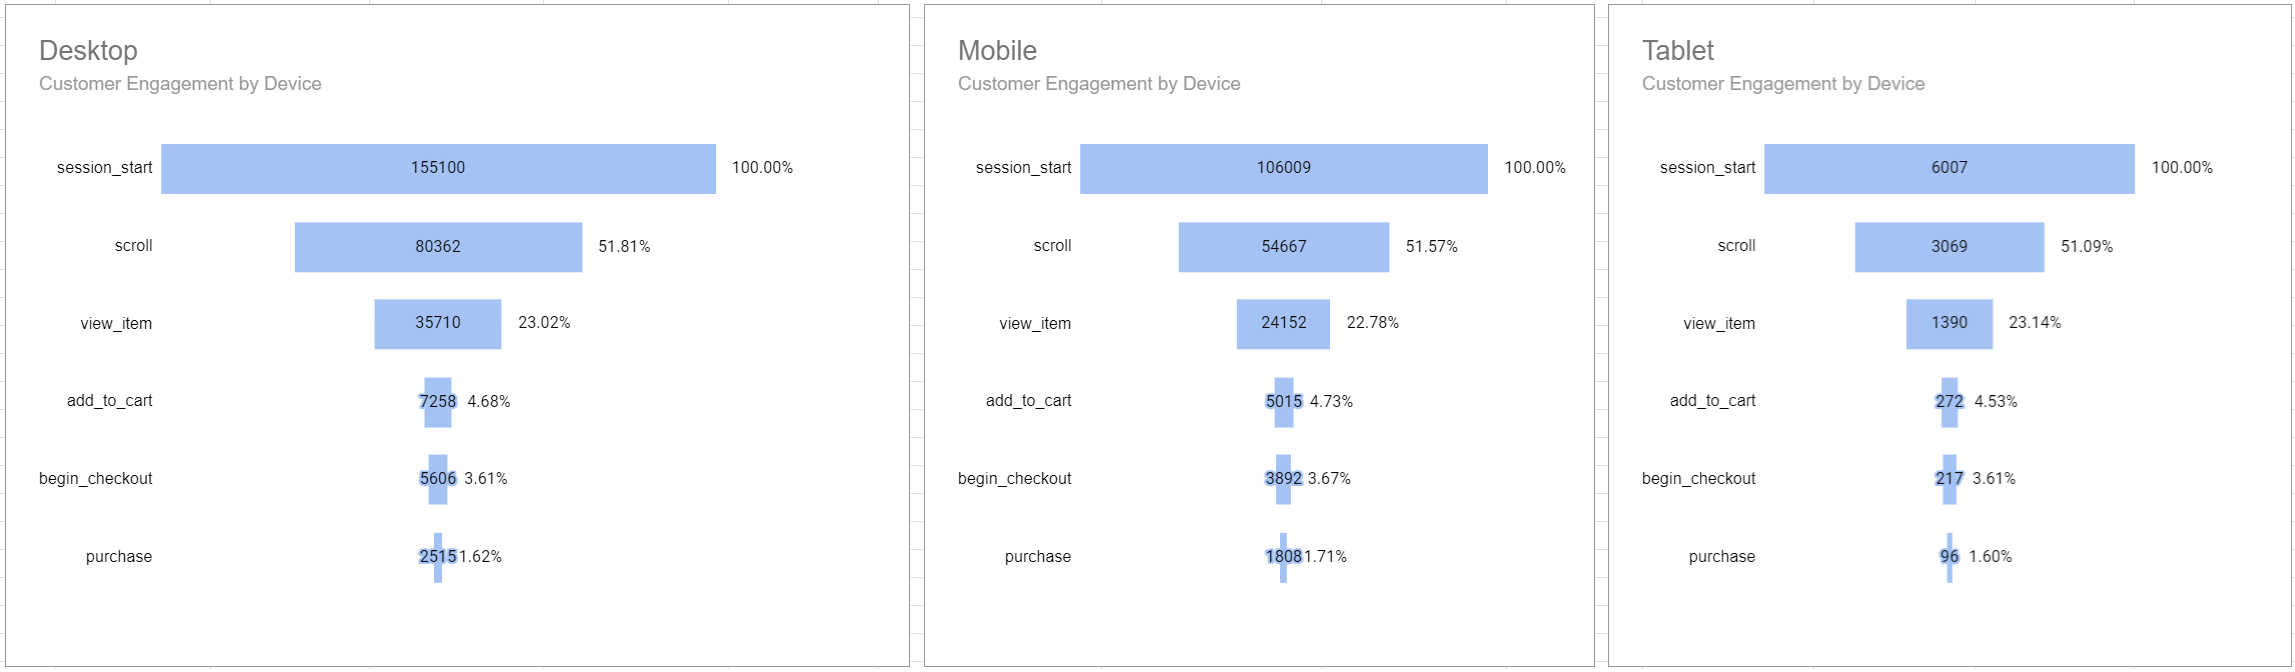 Desktop
Customer Engagement by Device
session_start 155100 100.00%
scroll 80362 51.81%
view_item 35710 23.02%
add_to_cart 7258 4.68%
begin_checkout 5606 3.61%
purchase 2515 1.62%
Mobile
Customer Engagement by Device
session_start 106009 100.00%
scroll 54667 51.57%
view_item 24152 22.78%
add_to_cart 5015 4.73%
begin_checkout 3892 3.67%
purchase 1808 1.71%
Tablet
Customer Engagement by Device
session_start 6007 100.00%
scroll 3069 51.09%
view_item 1390 23.14%
add_to_cart 272 4.53%
begin_checkout 217 3.61%
purchase 96 1.60%